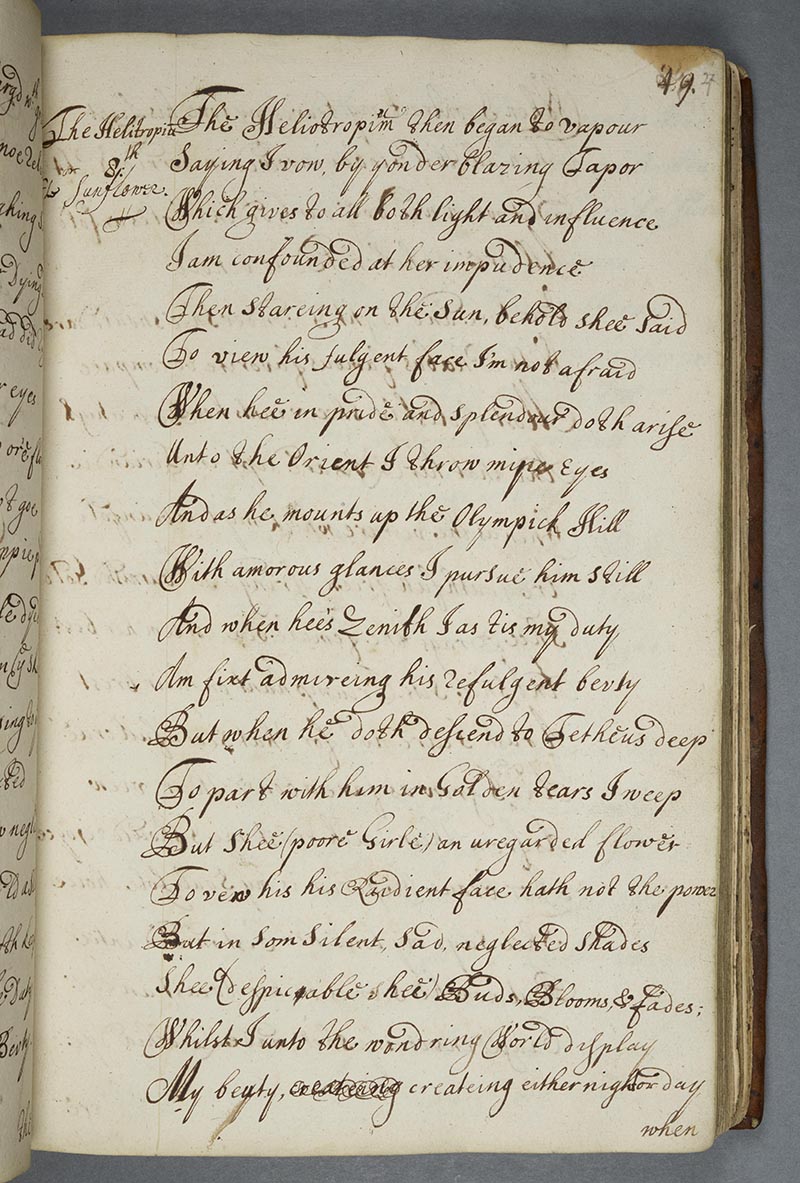 49.
The Heliotropium
8th
or
Sunflower.
The Heliotropium then began to vapour
Saying I vow, by yonder blazing Tapor
Which gives to all both light and influence
I am confounded at her impudence
Then stareing on the Sun, behold shee said
To view his fulgent face I'm not afraid
When hee in pride and splendour doth arise
Unto the Orient I throw mine Eyes
And as he mounts up the Olympick Hill
With amorous glances I pursue him still
And when hee's Zenith I as tis my duty
Am fixt admireing his refulgent bevty
But when he doth descend to Tetheus deep
To part with him in Golden tears I weep
But shee (poore Girle) an uregarded flower
To vew his his Raidient face hath not the power
But in som silent, sad, neglected shades
Shee (despicable shee) Buds, Blooms, & fades;
Whilst I unto the wondring World display
My beuty, createing either night or day
when